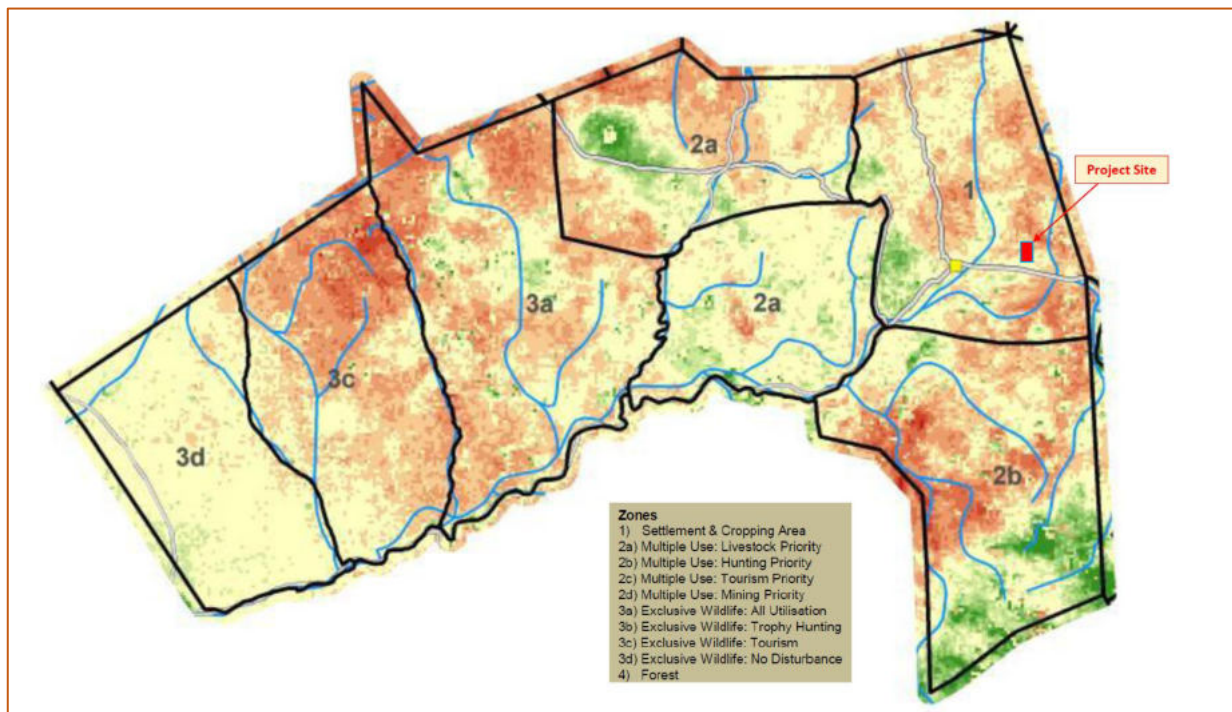 2a
1
Project Site
3a
2a
3c
3d
2b
Zones
1) Settlement & Cropping Area
2a) Multiple Use: Livestock Priority
2b) Multiple Use: Hunting Priority
2c) Multiple Use: Tourism Priority
2d) Multiple Use: Mining Priority
3a) Exclusive Wildlife: All Utilisation
3b) Exclusive Wildlife: Trophy Hunting
3c) Exclusive Wildlife: Tourism
3d) Exclusive Wildlife: No Disturbance
4) Forest